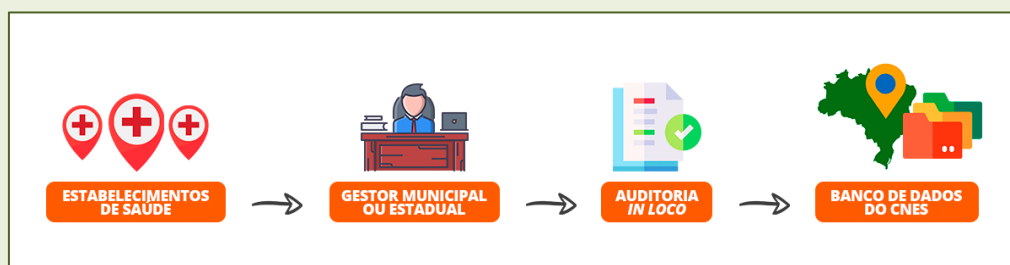 ESTABELECIMENTOS
DE SAÚDE
GESTOR MUNICIPAL
OU ESTADUAL
AUDITORIA
IN LOCO
BANCO DE DADOS
DO CNES